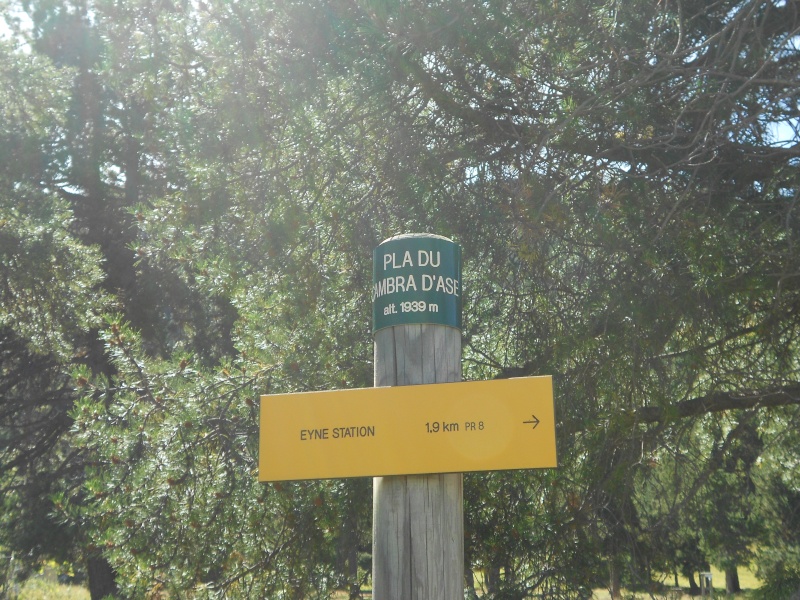 PLA DU
AMBRA D'ASE
alt. 1939 m
EYNE STATION 1,9 km PR 8 →